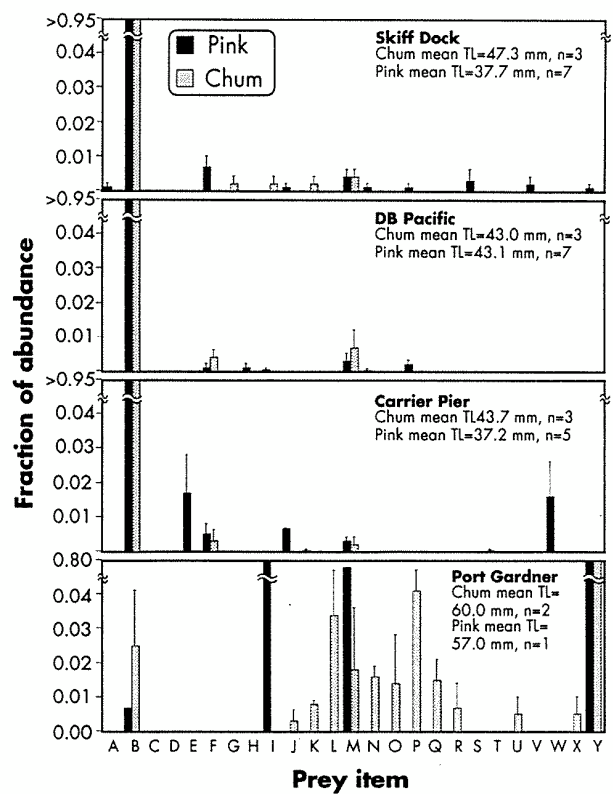 >0.95
0.04
0.03
0.02
0.01
Pink
Chum
Skiff Dock
Chum mean TL=47.3 mm, n=3
Pink mean TL=37.7 mm, n=7
>0.95
0.04
0.03
0.02
0.01
DB Pacific
Chum mean TL=43.0 mm, n=3
Pink mean TL=43.1 mm, n=7
>0.95
0.04
0.03
0.02
0.01
Carrier Pier
Chum mean TL43.7 mm, n=3
Pink mean TL=37.2 mm, n=5
0.80
0.04
0.03
0.02
0.01
0.00
Port Gardner
Chum mean TL=
60.0 mm, n=2
Pink mean TL=
57.0 mm, n=1
Fraction of abundance
A B C D E F G H I J K L M N O P Q R S T U V W X Y
Prey item